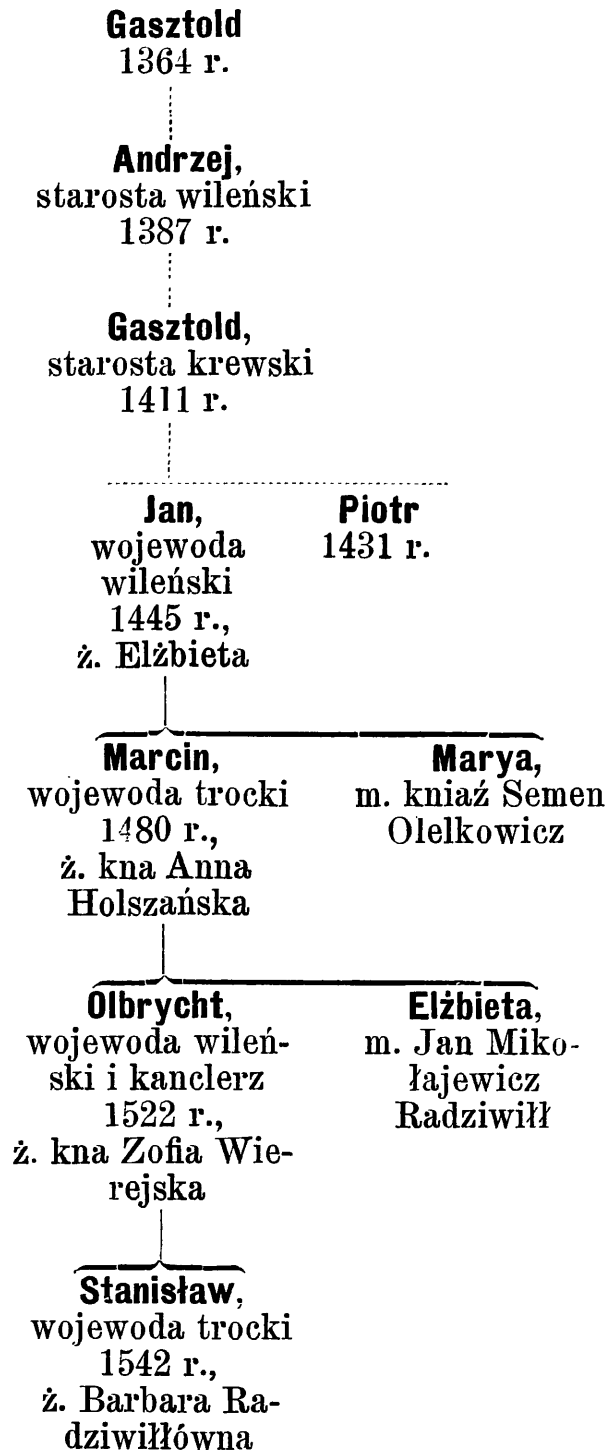 Gasztold
1364 r.
Andrzej,
starosta wileński
1387 r.
Gasztold,
starosta krewski
1411 r.
Jan,
wojewoda
wileński
1445 r.,
ż. Elżbieta
Piotr
1431 r.
Marcin,
wojewoda trocki
1480 r.,
ż. kna Anna
Holszańska
Marya,
m. kniaź Semen
Olelkowicz
Olbrycht,
wojewoda wileń-
ski i kanclerz
1522 r.,
ż. kna Zofia Wie-
rejska
Elżbieta,
m. Jan Miko-
łajewicz
Radziwiłł
Stanisław,
wojewoda trocki
1542 r.,
ż. Barbara Ra-
dziwiłłówna